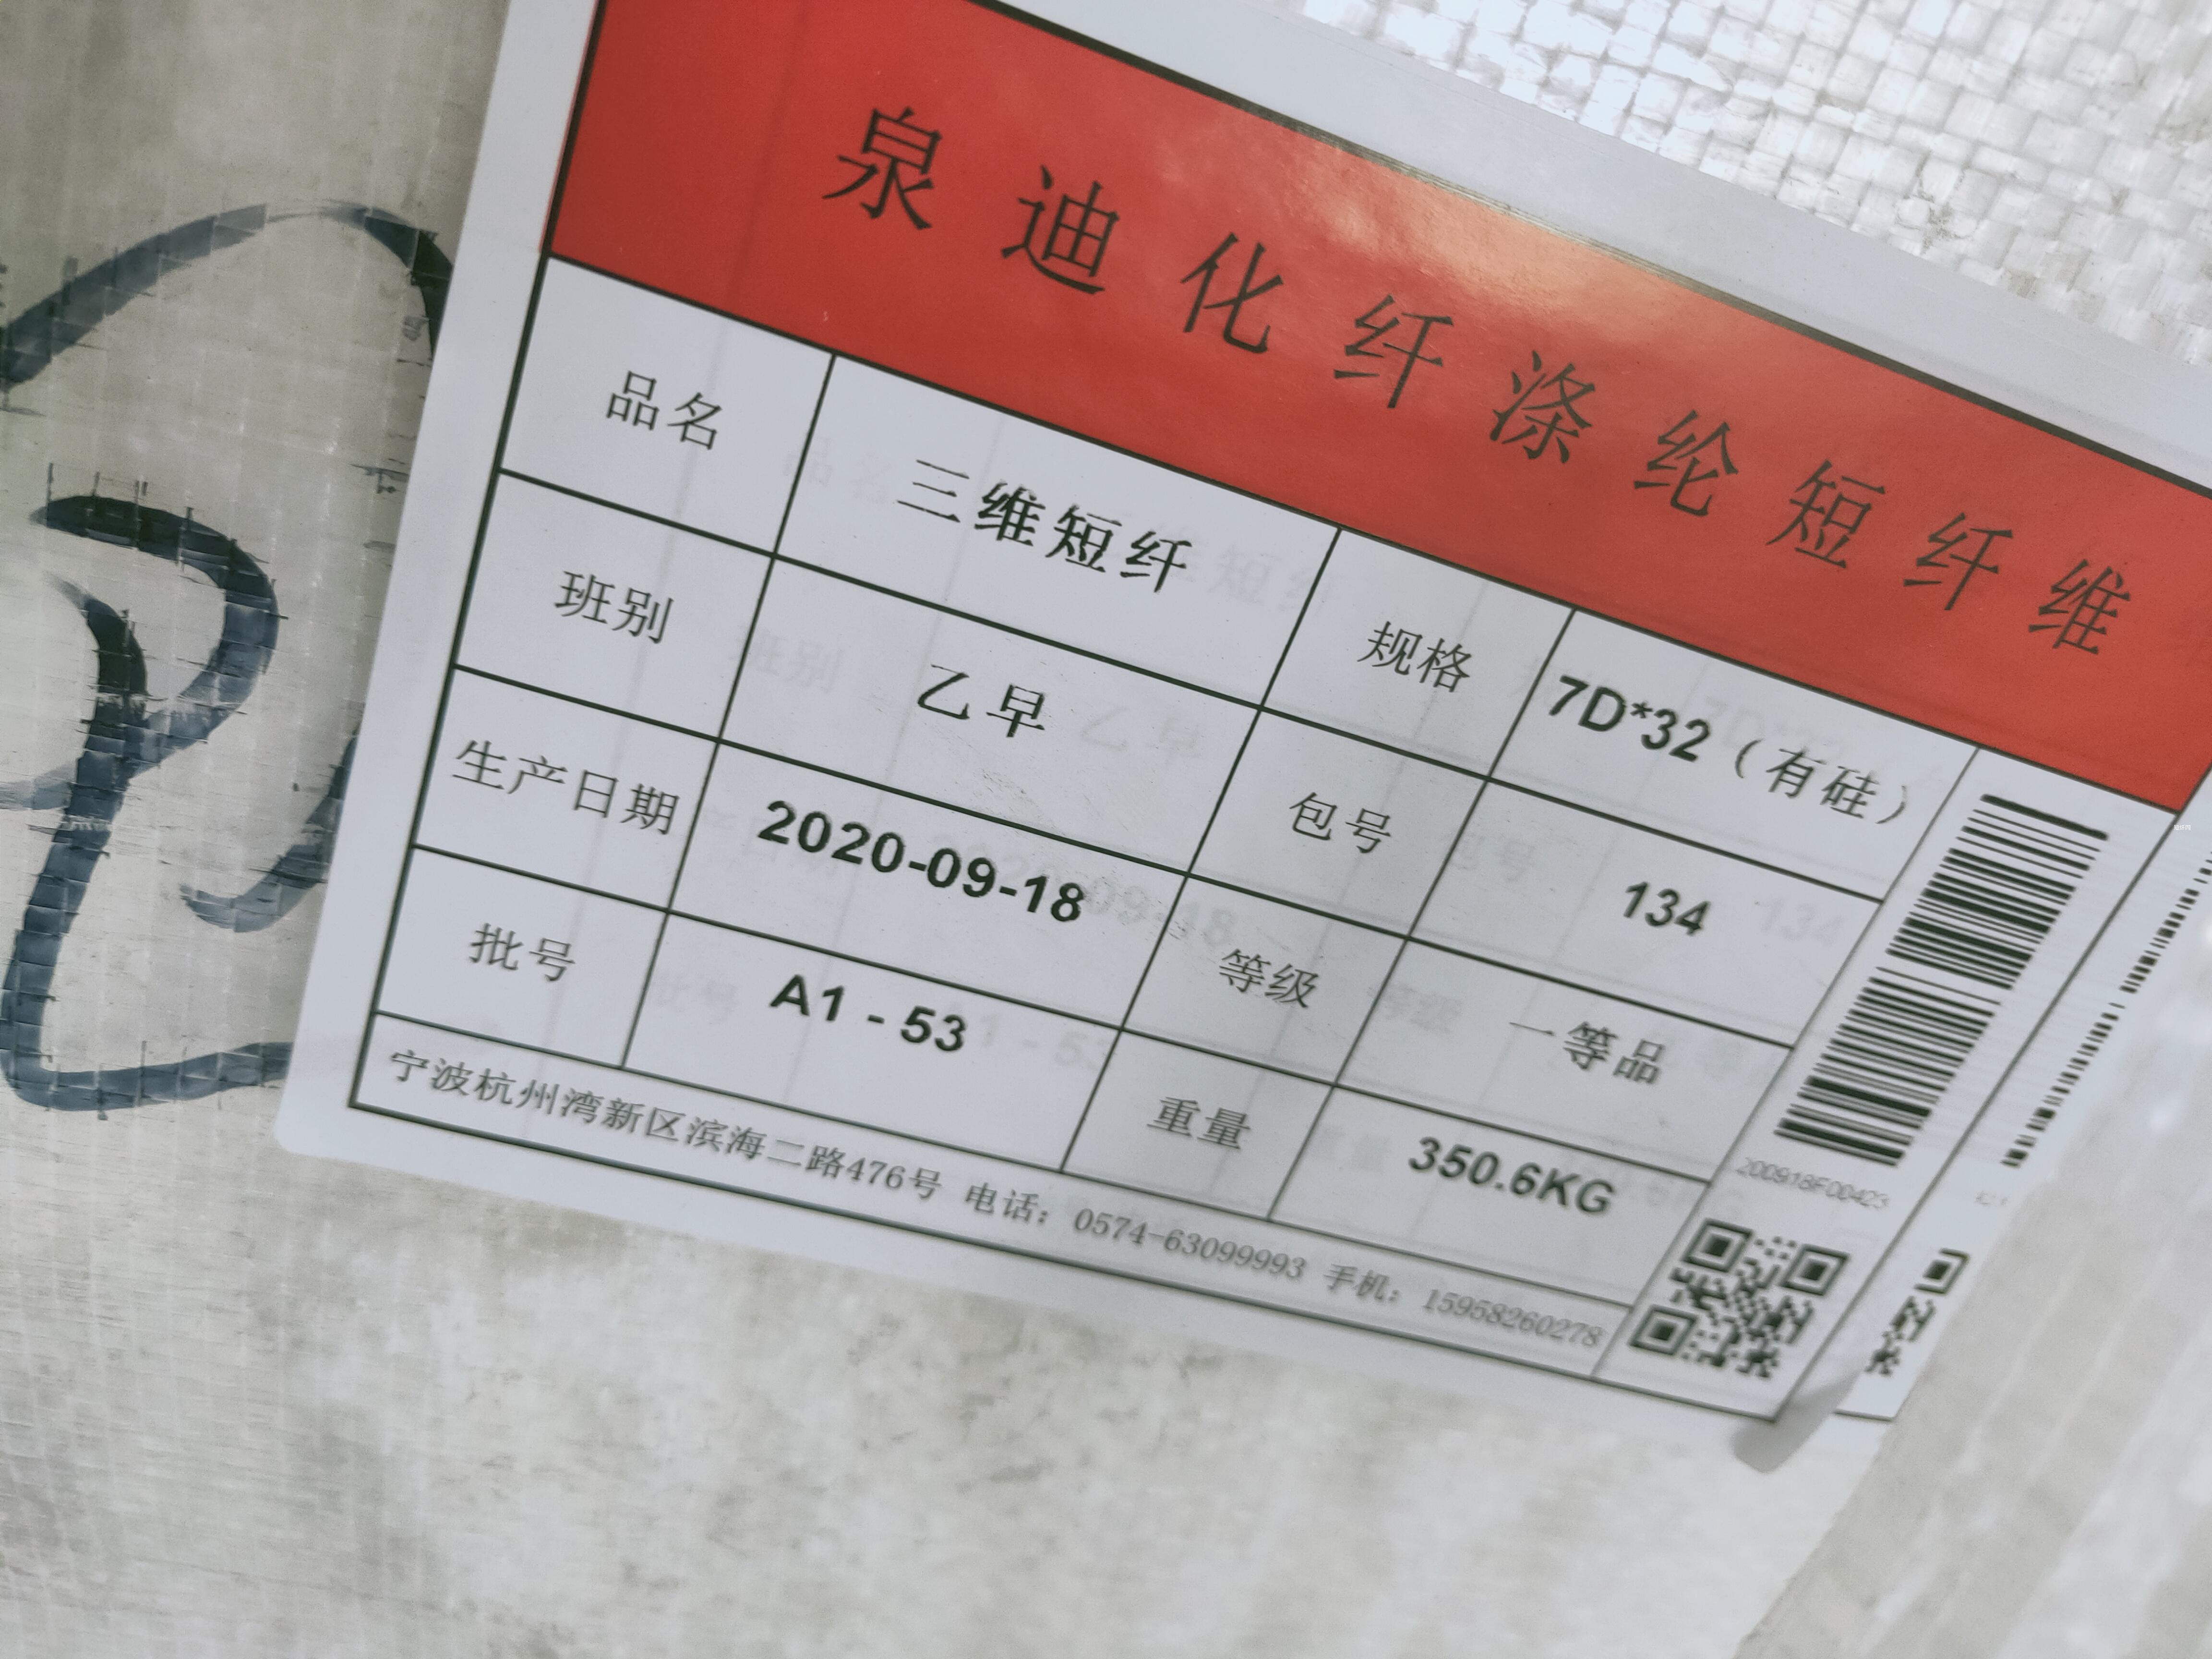 泉迪化纤涤纶短纤维
品名 三维短纤 规格 7D*32（有硅）
班别 乙早 包号 134
生产日期 2020-09-18 等级 一等品
批号 A1 - 53 重量 350.6KG
200918F00423
宁波杭州湾新区滨海二路476号 电话： 0574-63099993 手机： 15958260278